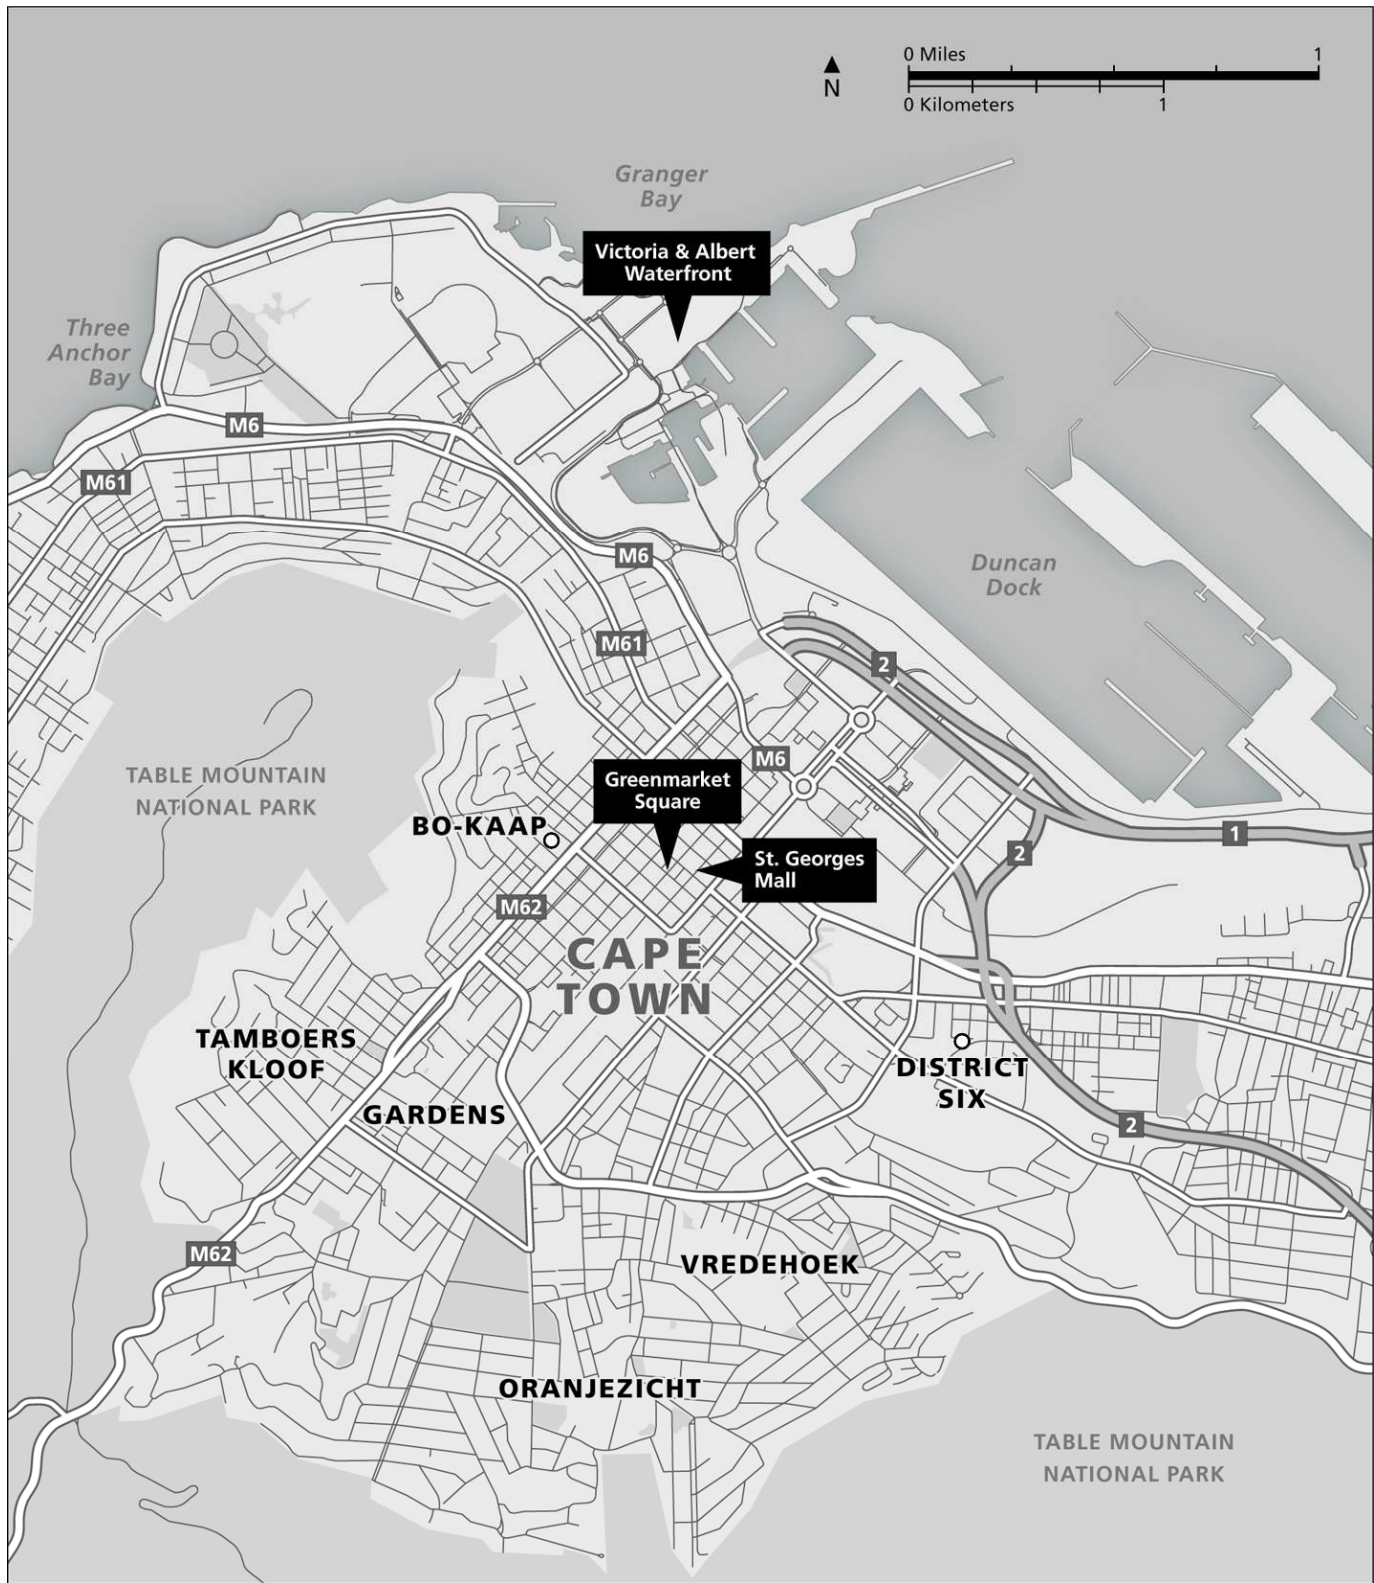 0 Miles 1
N
0 Kilometers 1
Granger
Bay
Victoria & Albert
Waterfront
Three
Anchor
Bay
M6
M61
M6
Duncan
Dock
M61
2
M6
TABLE MOUNTAIN
NATIONAL PARK
Greenmarket
Square
BO-KAAP
1
2
St. Georges
Mall
M62
CAPE
TOWN
TAMBOERS
KLOOF
DISTRICT
SIX
GARDENS
2
M62
VREDEHOEK
ORANJEZICHT
TABLE MOUNTAIN
NATIONAL PARK